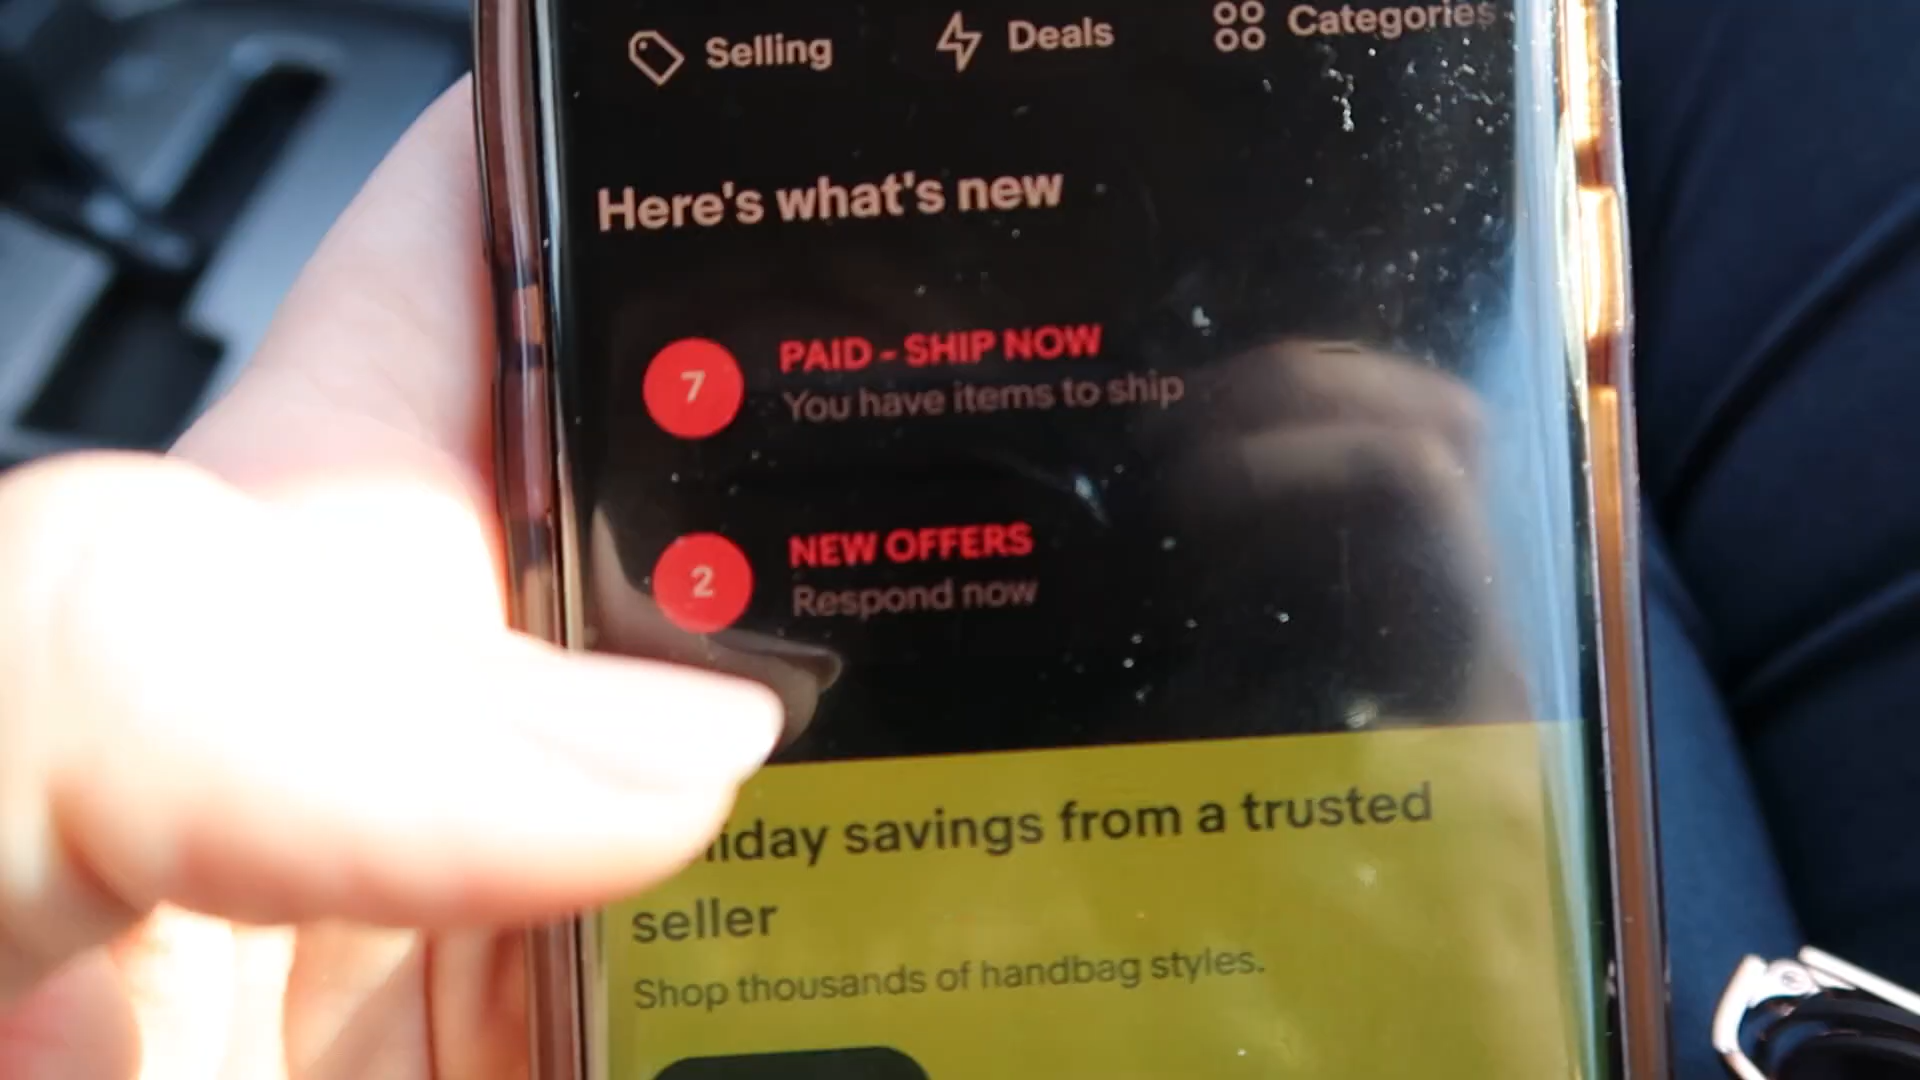 Selling Deals Categories
Here's what's new
7 PAID - SHIP NOW
You have items to ship
2 NEW OFFERS
Respond now
savings from a trusted
seller
Shop thousands of handbag styles.